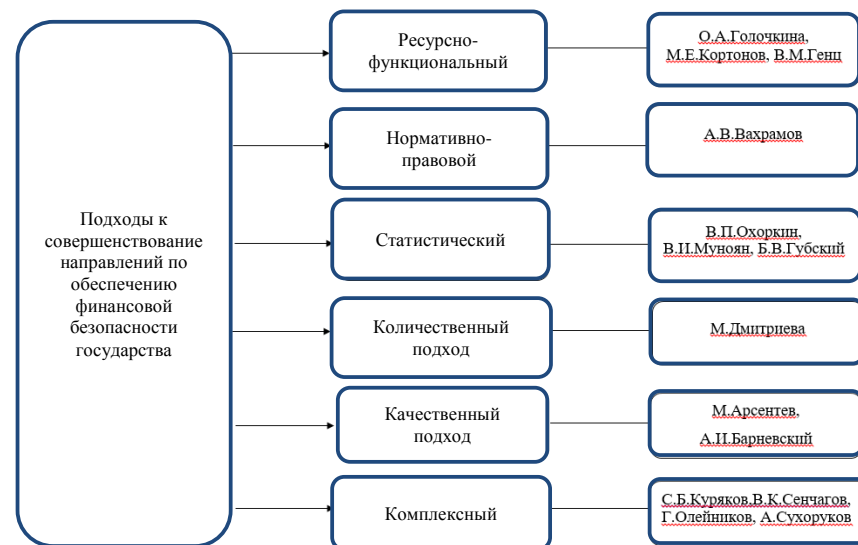 Подходы к
совершенствование
направлений по
обеспечению
финансовой
безопасности
государства
Ресурсно-
функциональный
О.А.Голочкина,
М.Е.Кортонов, В.М.Генц
Нормативно-
правовой
А.В.Вахрамов
Статистический
В.П.Охоркин,
В.И.Муноян, Б.В.Губский
Количественный
подход
М.Дмитриева
Качественный
подход
М.Арсентев,
А.И.Барневский
Комплексный
С.Б.Куряков,В.К.Сенчагов,
Г.Олейников, А.Сухоруков